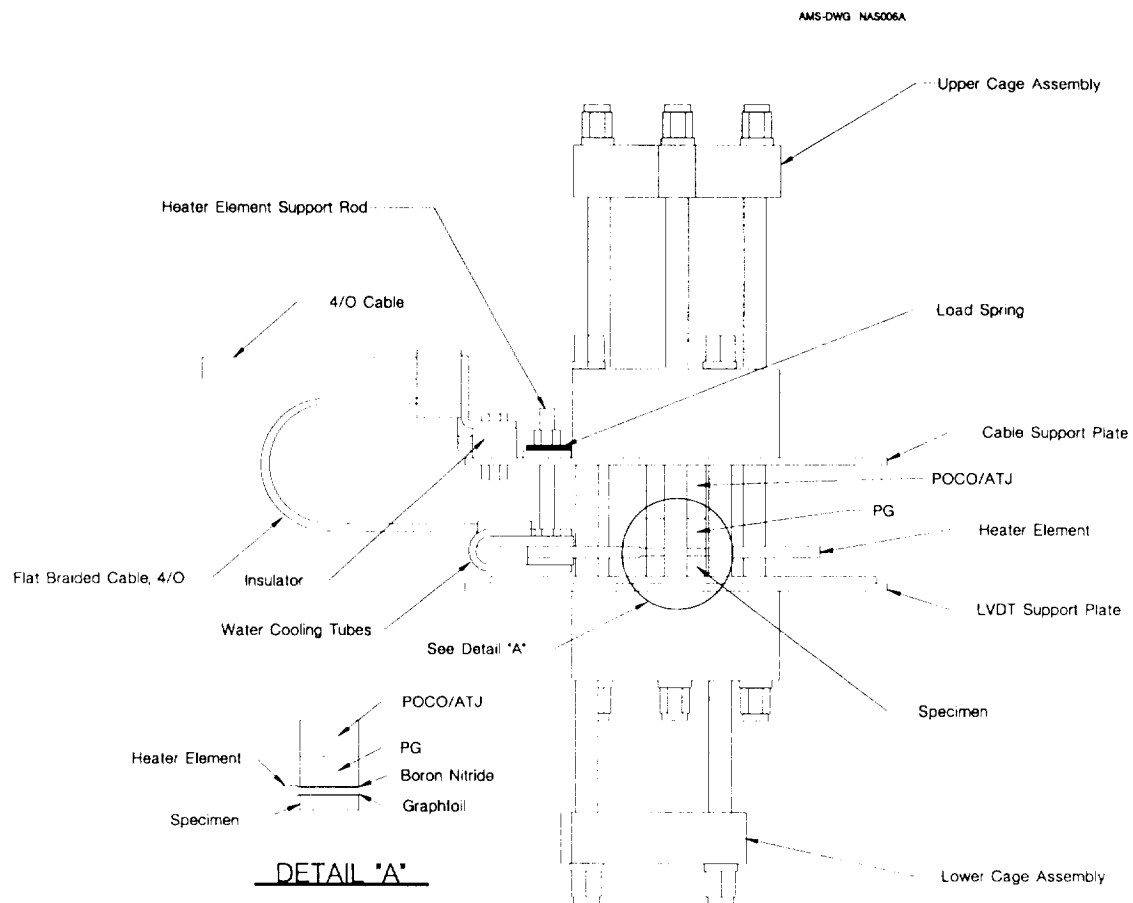 AMS-DWG NAS006A
Upper Cage Assembly
Heater Element Support Rod
4/O Cable
Load Spring
Cable Support Plate
POCO/ATJ
PG
Heater Element
Flat Braided Cable, 4/O
Insulator
LVDT Support Plate
Water Cooling Tubes
See Detail "A"
Specimen
POCO/ATJ
PG
Heater Element
Boron Nitride
Graphfoil
Specimen
Lower Cage Assembly
DETAIL "A"